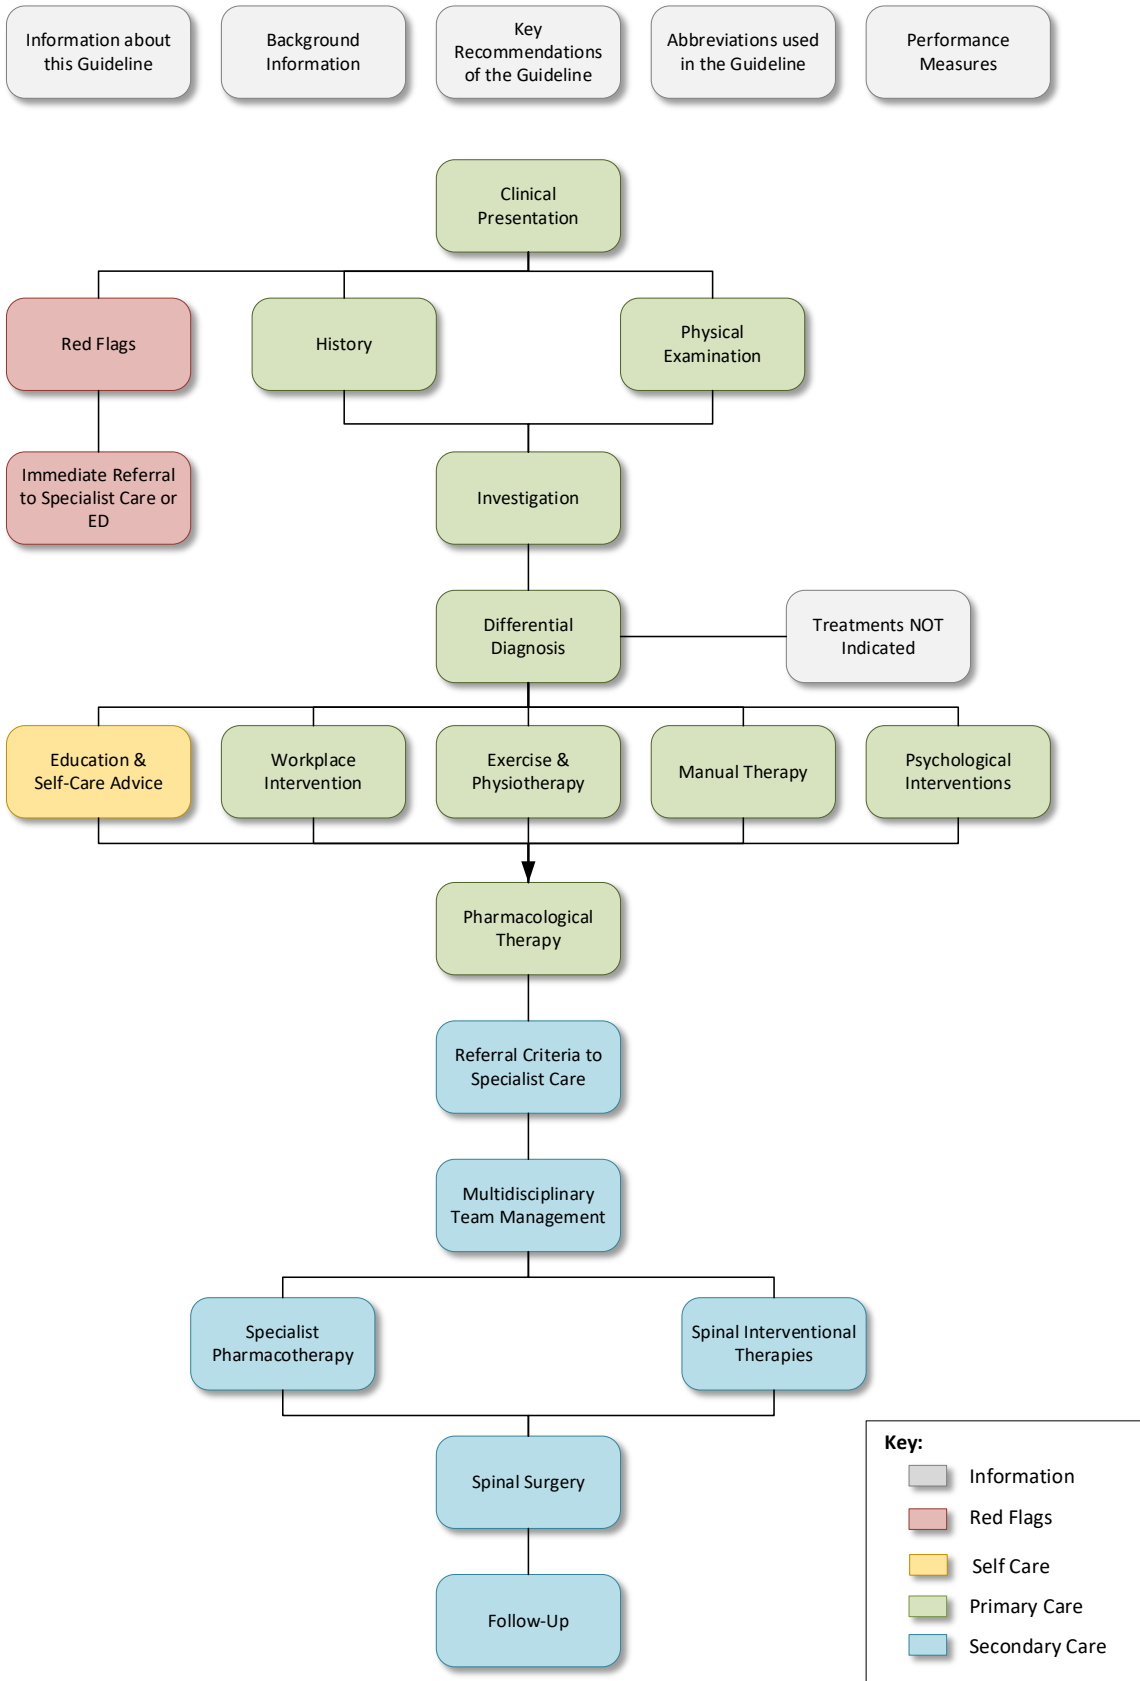 Information about
this Guideline
Background
Information
Key
Recommendations
of the Guideline
Abbreviations used
in the Guideline
Performance
Measures
Clinical
Presentation
Red Flags
History
Physical
Examination
Immediate Referral
to Specialist Care or
ED
Investigation
Differential
Diagnosis
Treatments NOT
Indicated
Education &
Self-Care Advice
Workplace
Intervention
Exercise &
Physiotherapy
Manual Therapy
Psychological
Interventions
Pharmacological
Therapy
Referral Criteria to
Specialist Care
Multidisciplinary
Team Management
Specialist
Pharmacotherapy
Spinal Interventional
Therapies
Spinal Surgery
Follow-Up
Key:
Information
Red Flags
Self Care
Primary Care
Secondary Care